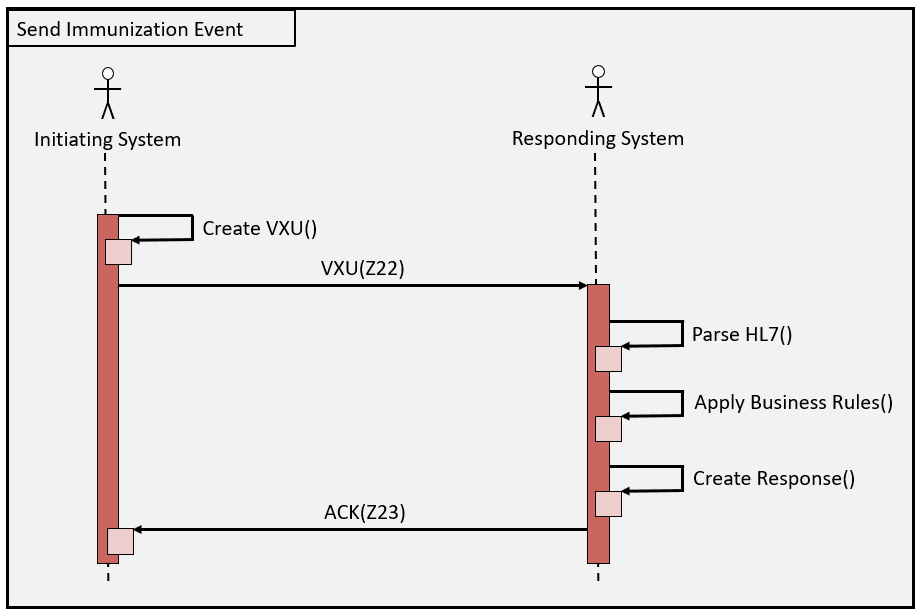 Send Immunization Event
Initiating System
Responding System
Create VXU()
VXU(Z22)
Parse HL7()
Apply Business Rules()
Create Response()
ACK(Z23)